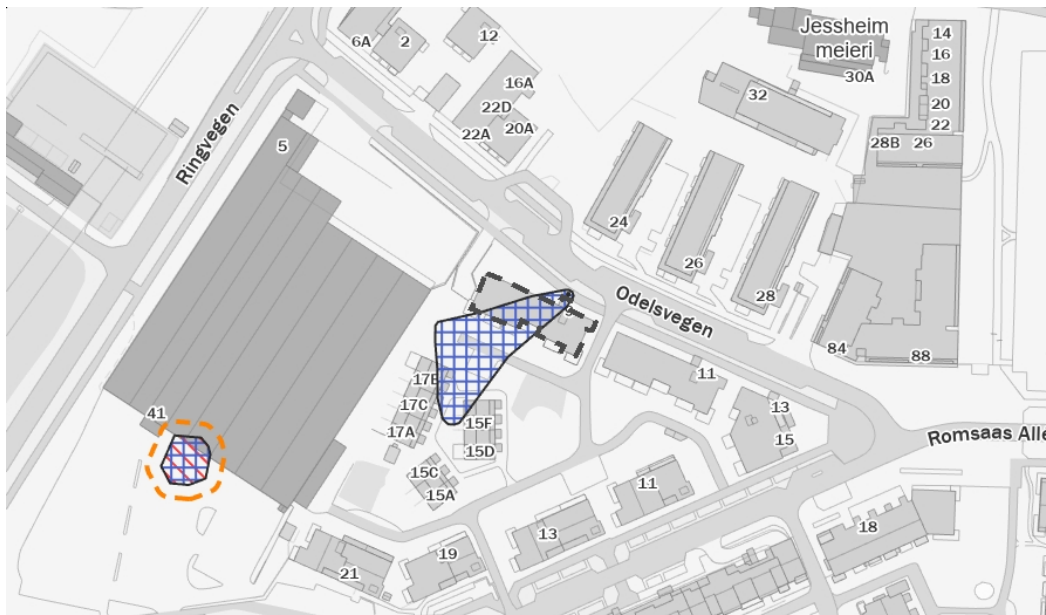 6A
2
12
Jessheim
meieri
30A
14
16
18
20
22
28B
26
16A
32
22D
20A
22A
5
Ringvegen
24
26
28
Odelsvegen
9
84
88
11
17B
17C
17A
15F
15D
15C
15A
41
13
15
Romsaas Alle
11
13
18
19
21